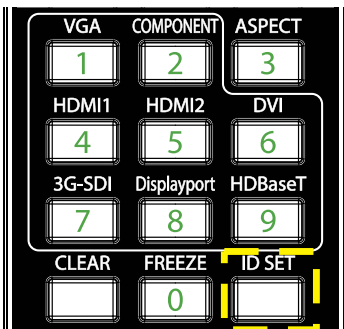 VGA COMPONENT ASPECT
1 2 3
HDMI1 HDMI2 DVI
4 5 6
3G-SDI Displayport HDBaseT
7 8 9
CLEAR FREEZE ID SET
0